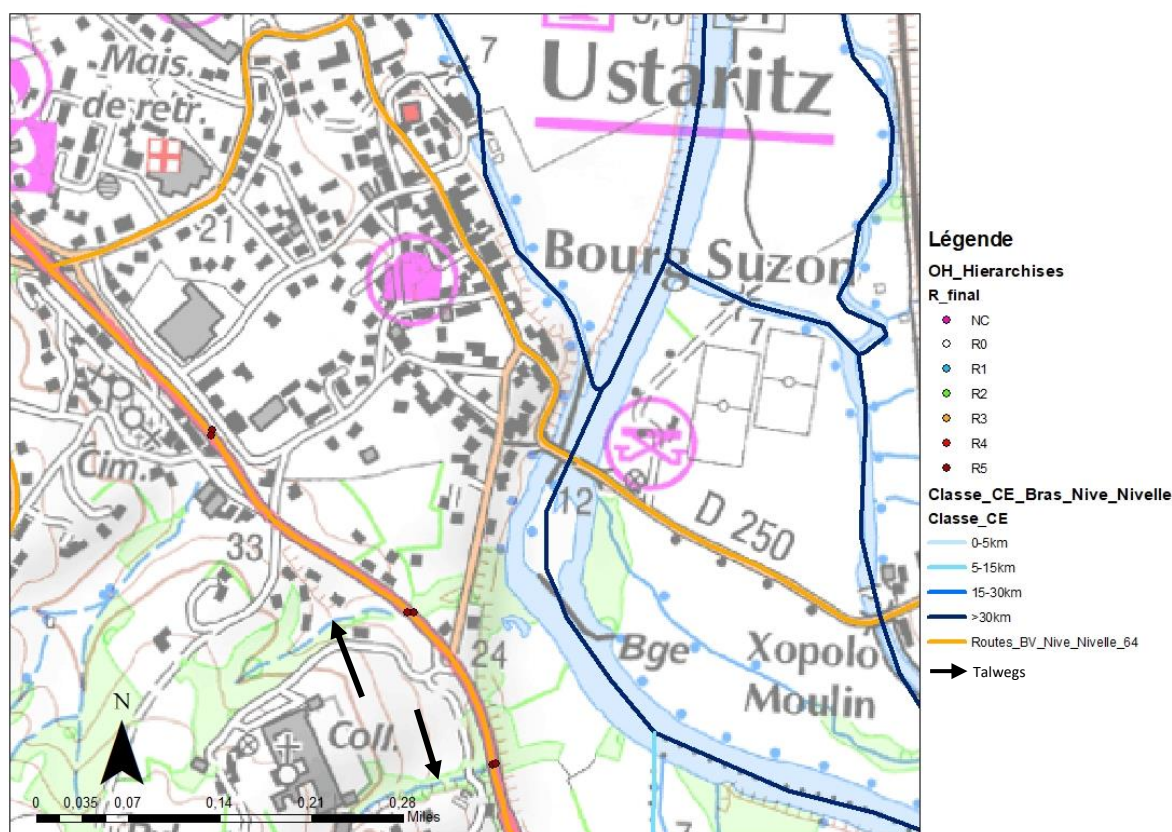 Mais.
de retr.
7
Ustaritz
21
Bourg Suzon
7
Cim.
12
D 250
33
24
Bge
Xopolo
Moulin
Coll.
7
N
0 0,035 0,07 0,14 0,21 0,28
Miles
Légende
OH_Hierarchises
R_final
NC
R0
R1
R2
R3
R4
R5
Classe_CE_Bras_Nive_Nivelle
Classe_CE
0-5km
5-15km
15-30km
>30km
Routes_BV_Nive_Nivelle_64
Talwegs